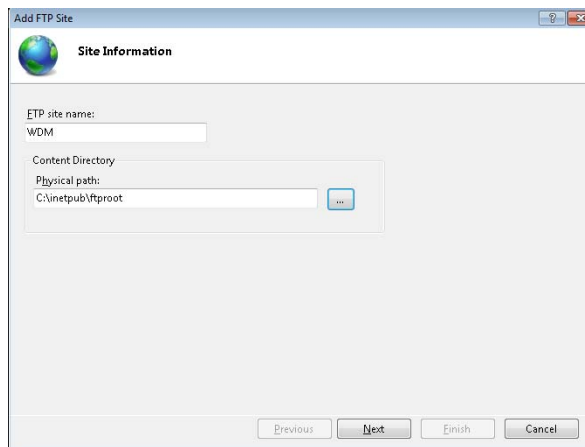 Add FTP Site
Site Information
FTP site name:
WDM
Content Directory
Physical path:
C:\inetpub\ftproot
...
Previous Next Finish Cancel